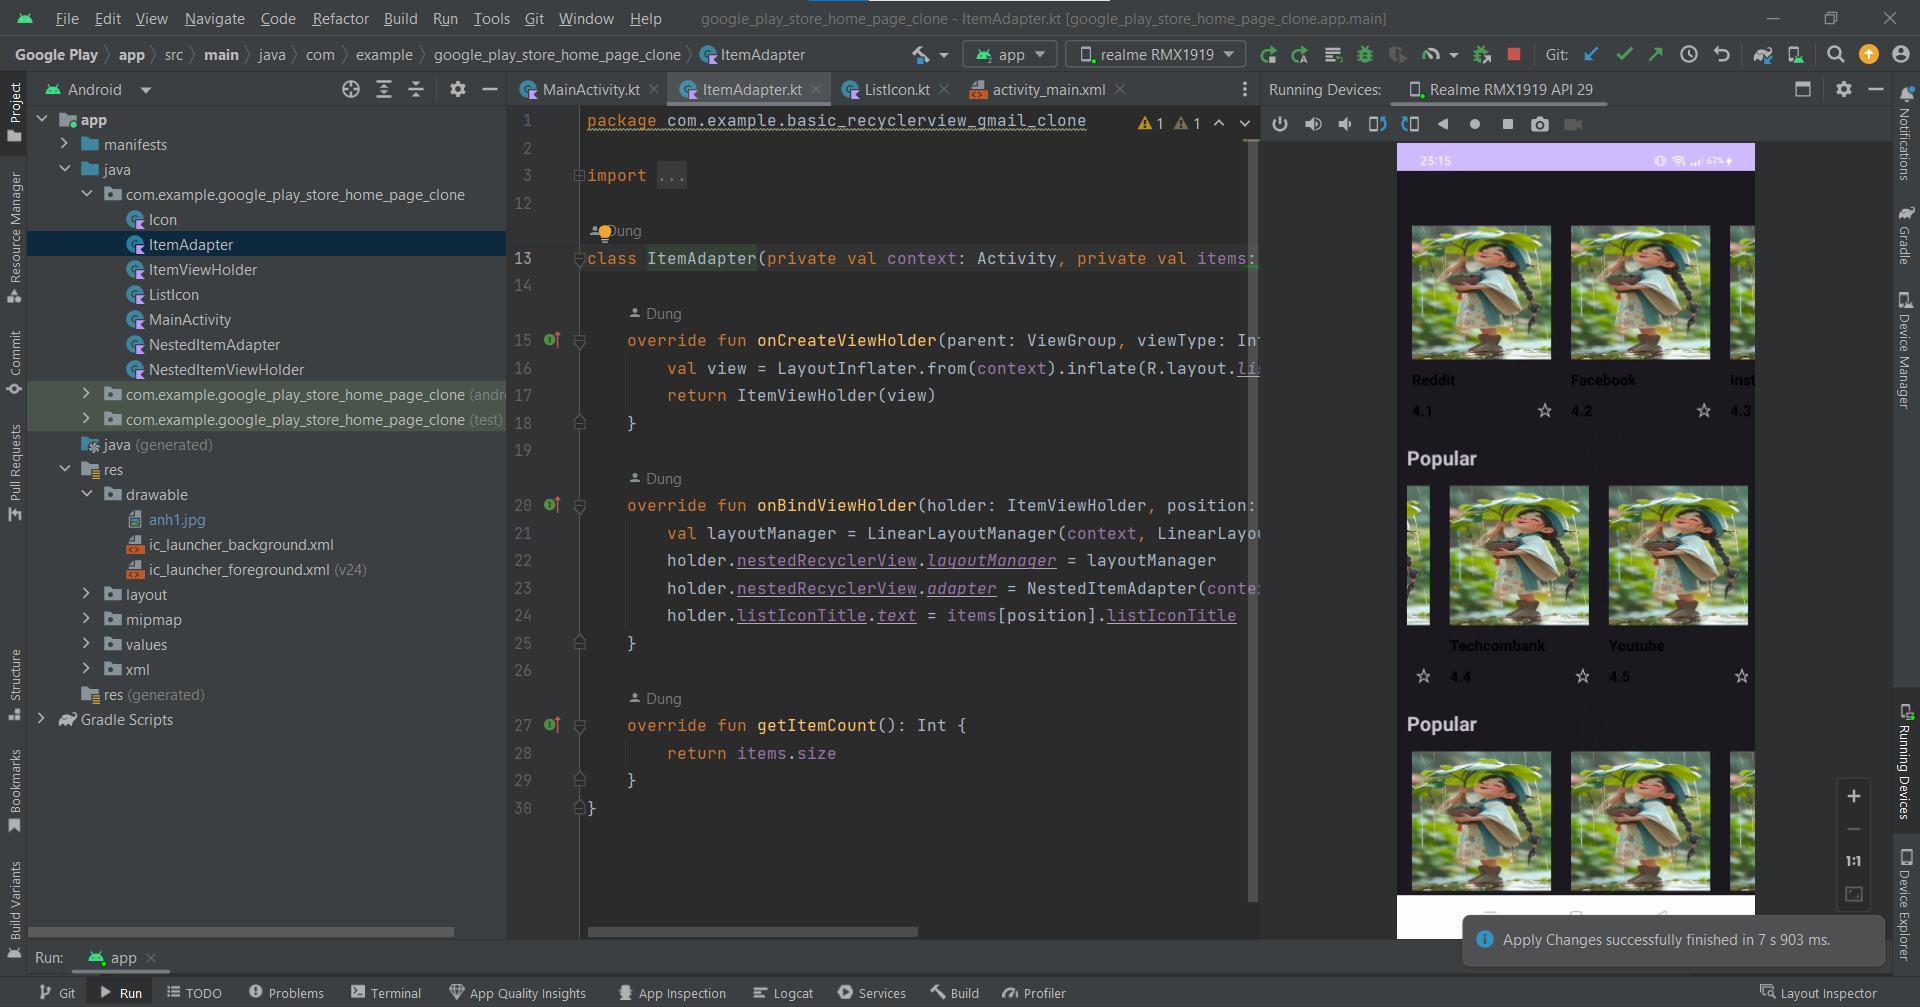 File Edit View Navigate Code Refactor Build Run Tools Git Window Help google_play_store_home_page_clone - ItemAdapter.kt [google_play_store_home_page_clone.app.main]
Google Play app src main java com example google_play_store_home_page_clone ItemAdapter app realme RMX1919 Git:
Android
MainActivity.kt ItemAdapter.kt ListIcon.kt activity_main.xml
Running Devices: Realme RMX1919 API 29
Project
Resource Manager
Commit
Pull Requests
Structure
Bookmarks
Build Variants
app
manifests
java
com.example.google_play_store_home_page_clone
Icon
ItemAdapter
ItemViewHolder
ListIcon
MainActivity
NestedItemAdapter
NestedItemViewHolder
com.example.google_play_store_home_page_clone (andr
com.example.google_play_store_home_page_clone (test)
java (generated)
res
drawable
anh1.jpg
ic_launcher_background.xml
ic_launcher_foreground.xml (v24)
layout
mipmap
values
xml
res (generated)
Gradle Scripts
1 package com.example.basic_recyclerview_gmail_clone 1 1
2
3 import ...
12
Dung
13 class ItemAdapter(private val context: Activity, private val items:
14
Dung
15 override fun onCreateViewHolder(parent: ViewGroup, viewType: In
16 val view = LayoutInflater.from(context).inflate(R.layout.lis
17 return ItemViewHolder(view)
18 }
19
Dung
20 override fun onBindViewHolder(holder: ItemViewHolder, position:
21 val layoutManager = LinearLayoutManager(context, LinearLayou
22 holder.nestedRecyclerView.layoutManager = layoutManager
23 holder.nestedRecyclerView.adapter = NestedItemAdapter(contex
24 holder.listIconTitle.text = items[position].listIconTitle
25 }
26
Dung
27 override fun getItemCount(): Int {
28 return items.size
29 }
30 }
23:15 67%
Reddit Facebook Inst
4.1 4.2 4.3
Popular
Techcombank Youtube
4.4 4.5
Popular
1:1
Notifications
Gradle
Device Manager
Running Devices
Device Explorer
Apply Changes successfully finished in 7 s 903 ms.
Run: app
Git Run TODO Problems Terminal App Quality Insights App Inspection Logcat Services Build Profiler Layout Inspector